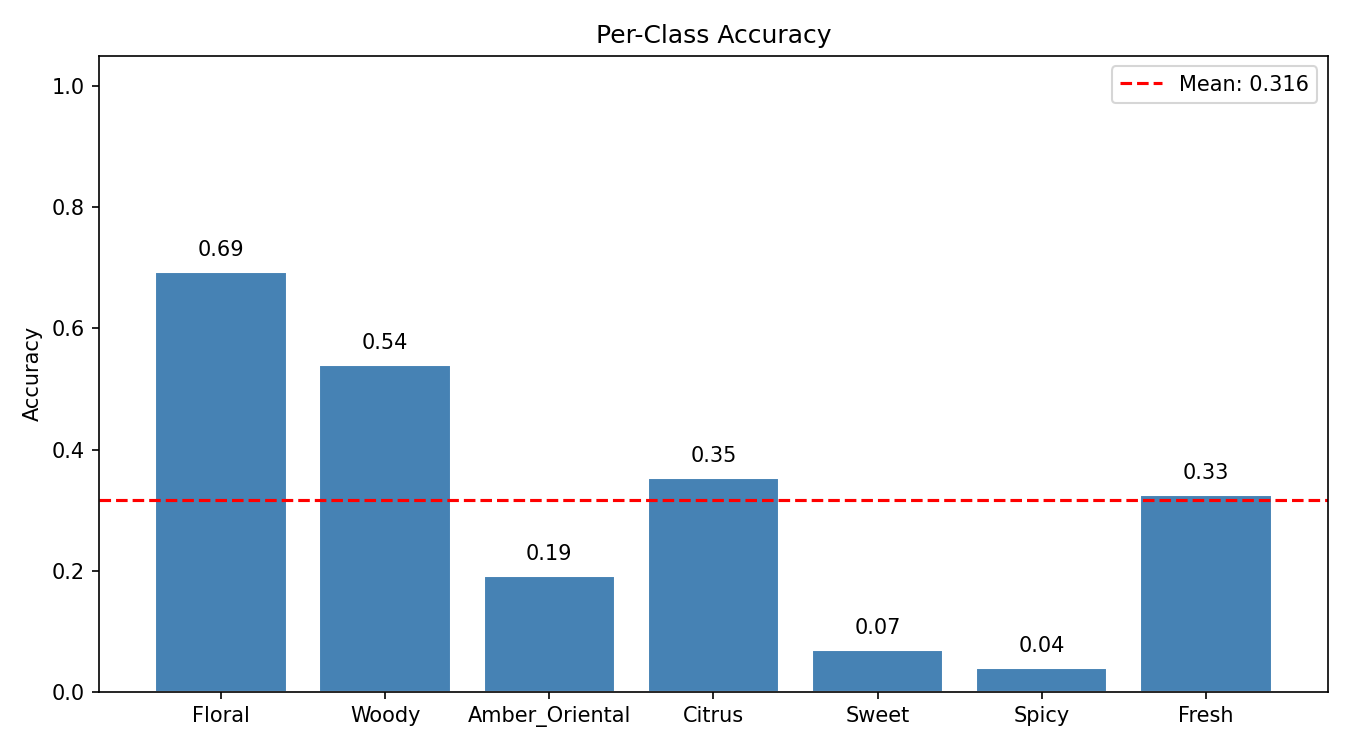 Per-Class Accuracy
Mean: 0.316
Accuracy
1.0
0.8
0.6
0.4
0.2
0.0
0.69
0.54
0.19
0.35
0.07
0.04
0.33
Floral
Woody
Amber_Oriental
Citrus
Sweet
Spicy
Fresh